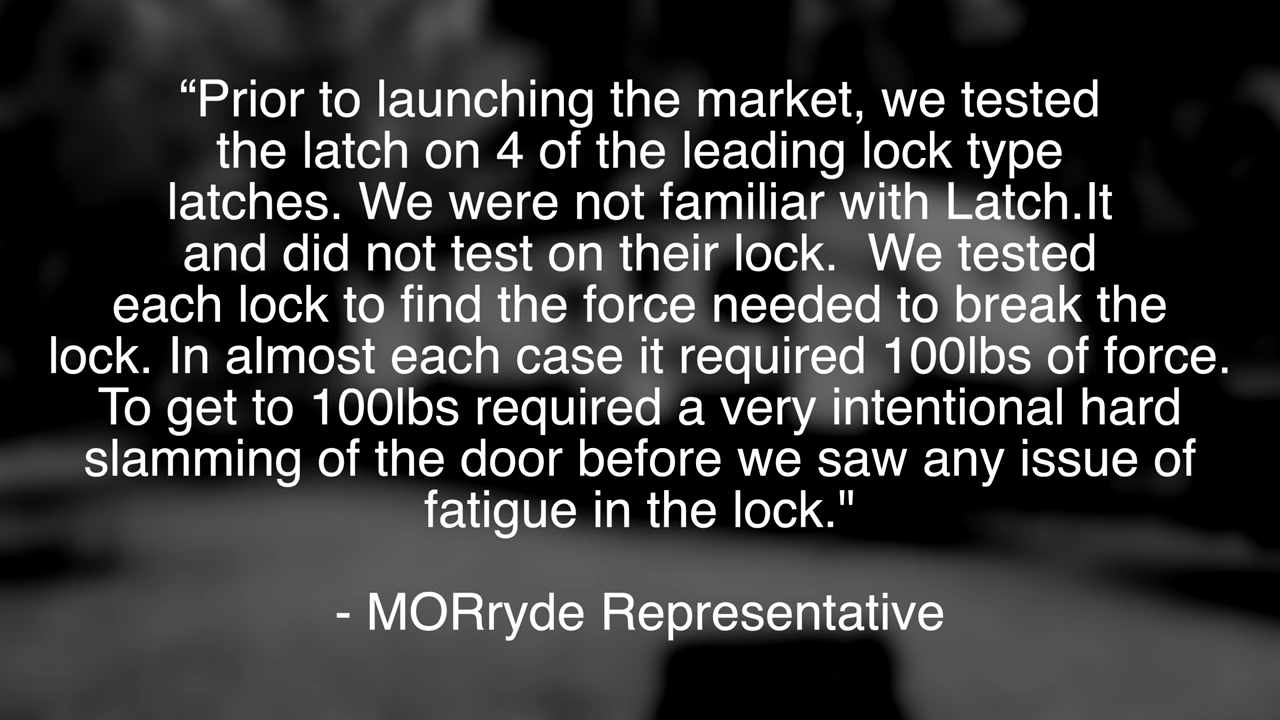 “Prior to launching the market, we tested
the latch on 4 of the leading lock type
latches. We were not familiar with Latch.It
and did not test on their lock.  We tested
each lock to find the force needed to break the
lock. In almost each case it required 100lbs of force.
To get to 100lbs required a very intentional hard
slamming of the door before we saw any issue of
fatigue in the lock."
- MORryde Representative